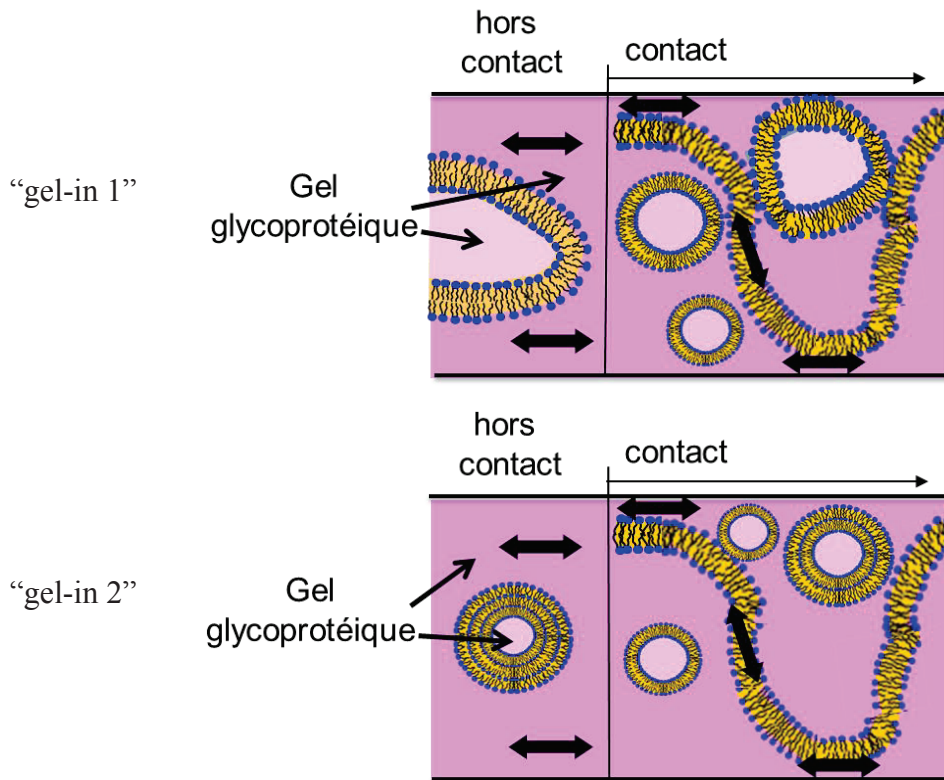 hors
contact
contact
“gel-in 1”
Gel
glycoprotéique
hors
contact
contact
“gel-in 2”
Gel
glycoprotéique